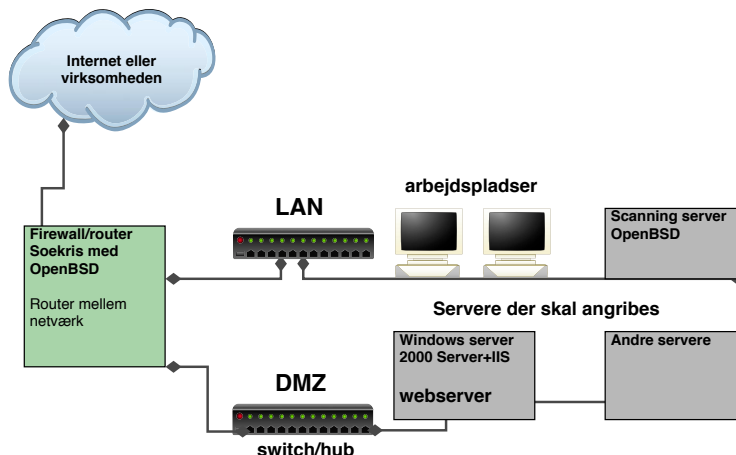 Internet eller
virksomheden
arbejdspladser
LAN
Firewall/router
Soekris med
OpenBSD
Router mellem
netværk
Scanning server
OpenBSD
Servere der skal angribes
Windows server
2000 Server+IIS
webserver
Andre servere
DMZ
switch/hub